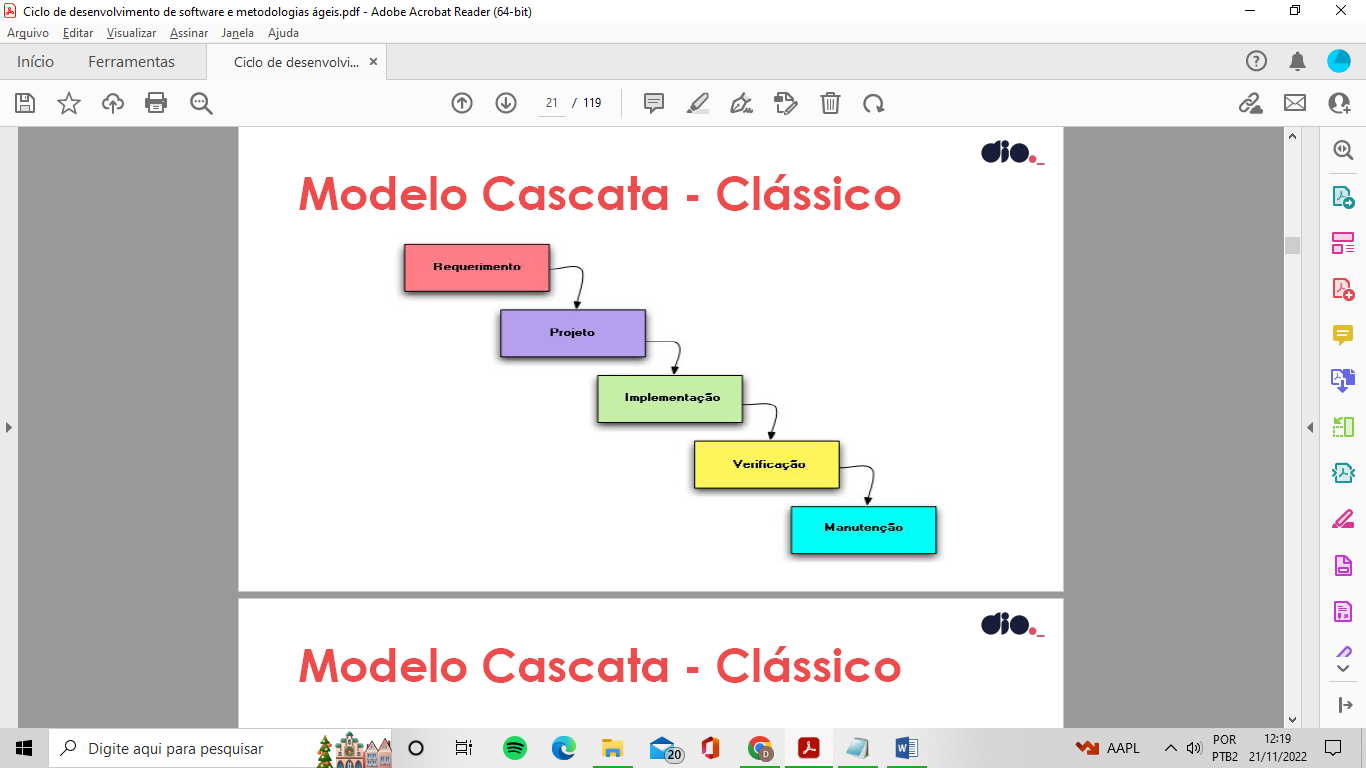 Ciclo de desenvolvimento de software e metodologias ágeis.pdf - Adobe Acrobat Reader (64-bit)
Arquivo Editar Visualizar Assinar Janela Ajuda
Início Ferramentas Ciclo de desenvolvi...
21 / 119
dio._
Modelo Cascata - Clássico
Requerimento
Projeto
Implementação
Verificação
Manutenção
dio._
Modelo Cascata - Clássico
Digite aqui para pesquisar 20 AAPL POR 12:19
PTB2 21/11/2022